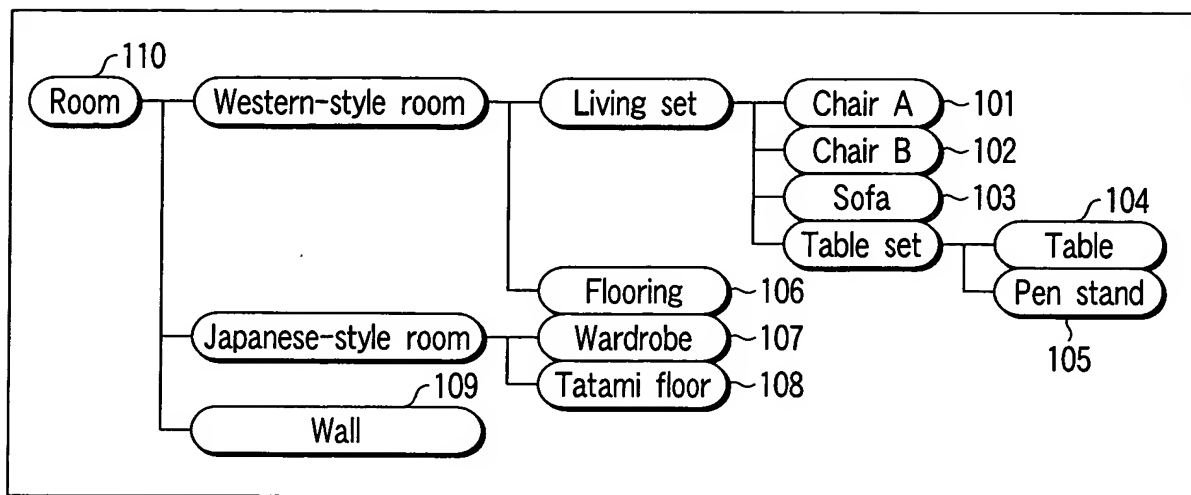 110
Room
Western-style room
Living set
Chair A
101
Chair B
102
Sofa
103
104
Table set
Table
Pen stand
105
Flooring
106
Japanese-style room
Wardrobe
107
Tatami floor
108
109
Wall